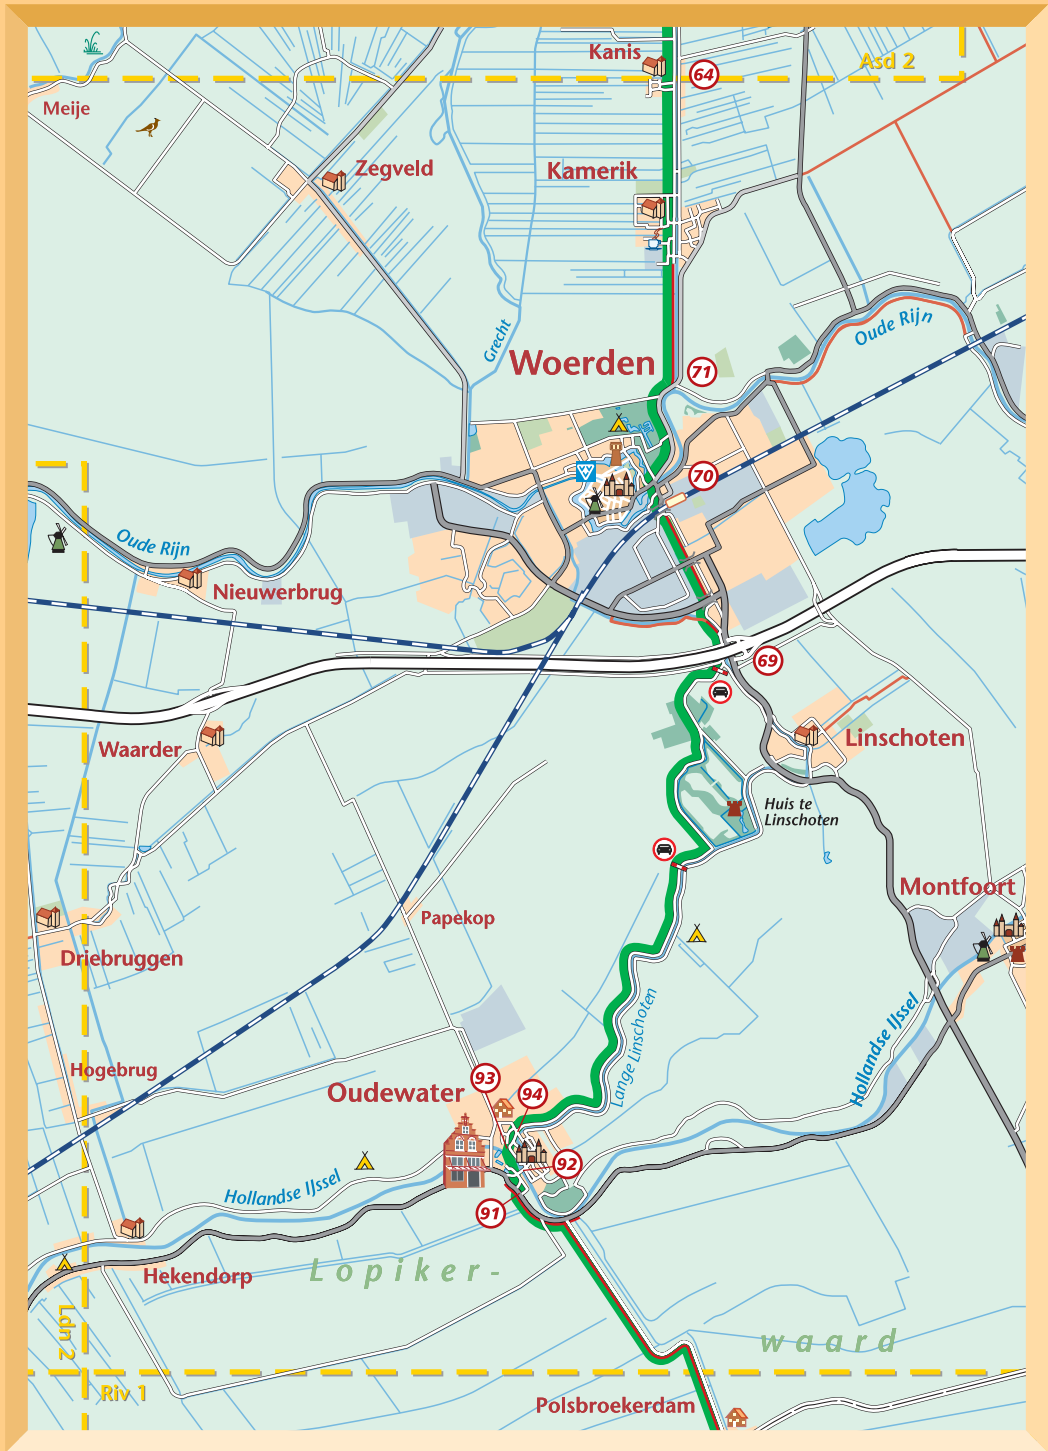 Kanis
Asd 2
64
Meije
Zegveld
Kamerik
Grecht
Oude Rijn
Woerden
71
70
Oude Rijn
Nieuwerbrug
69
Waarder
Linschoten
Huis te
Linschoten
Montfoort
Papekop
Driebruggen
Lange Linschoten
Hollandse IJssel
Hogebrug
93
Oudewater
94
92
Hollandse IJssel
91
Lopiker-
Hekendorp
Ldn 2
waard
Riv 1
Polsbroekerdam